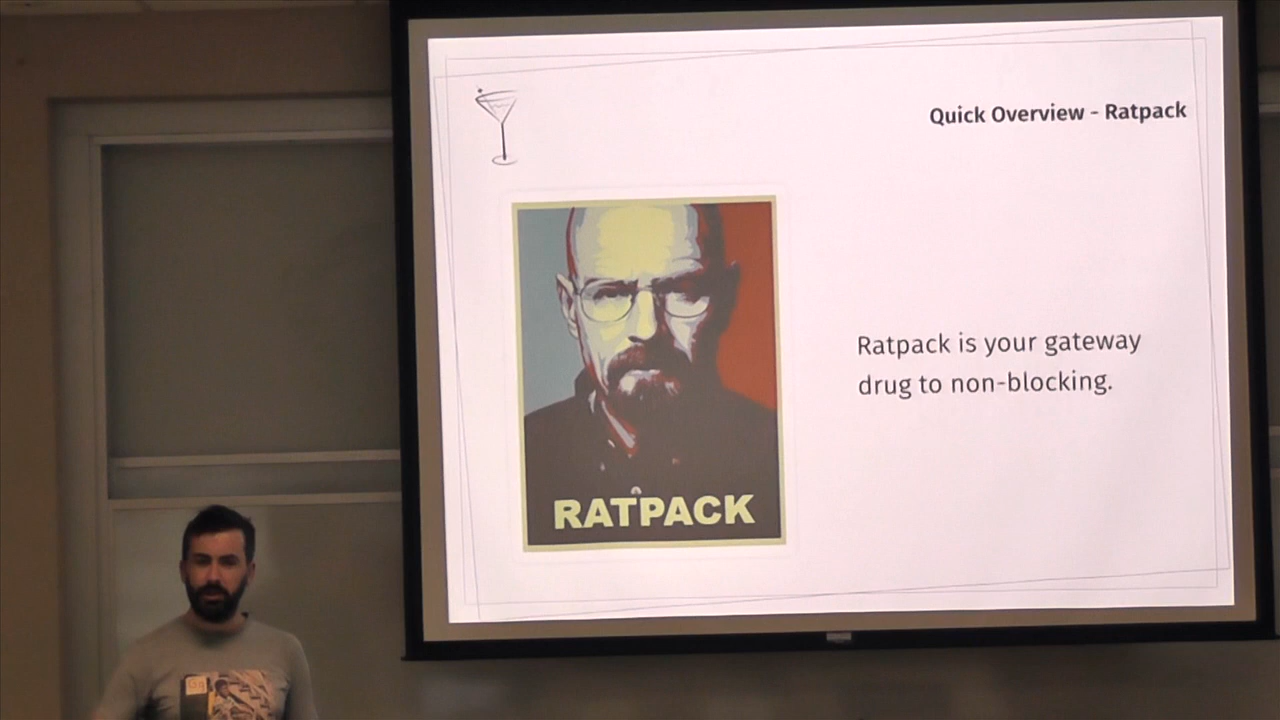 Quick Overview - Ratpack
Ratpack is your gateway
drug to non-blocking.
RATPACK